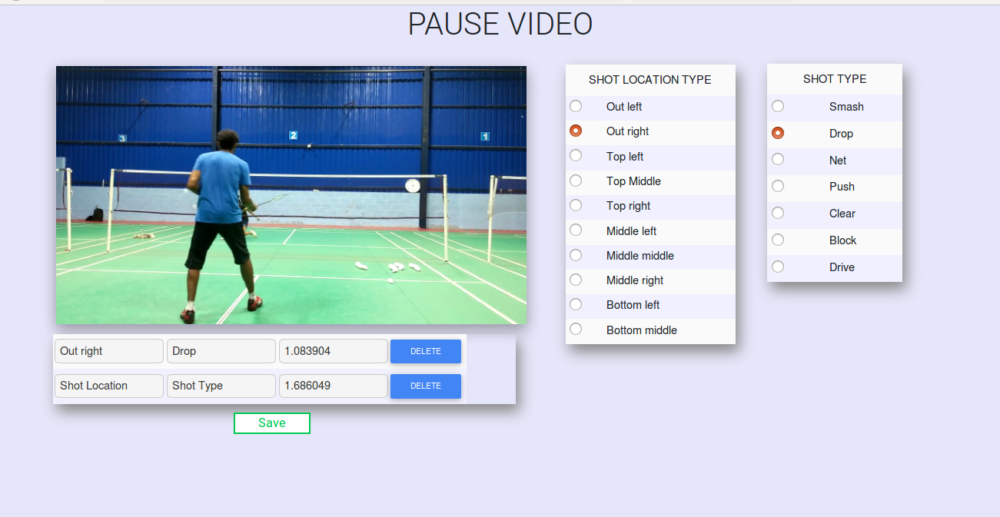 PAUSE VIDEO
3
2
1
Out right Drop 1.083904 DELETE
Shot Location Shot Type 1.686049 DELETE
Save
SHOT LOCATION TYPE
Out left
Out right
Top left
Top Middle
Top right
Middle left
Middle middle
Middle right
Bottom left
Bottom middle
SHOT TYPE
Smash
Drop
Net
Push
Clear
Block
Drive